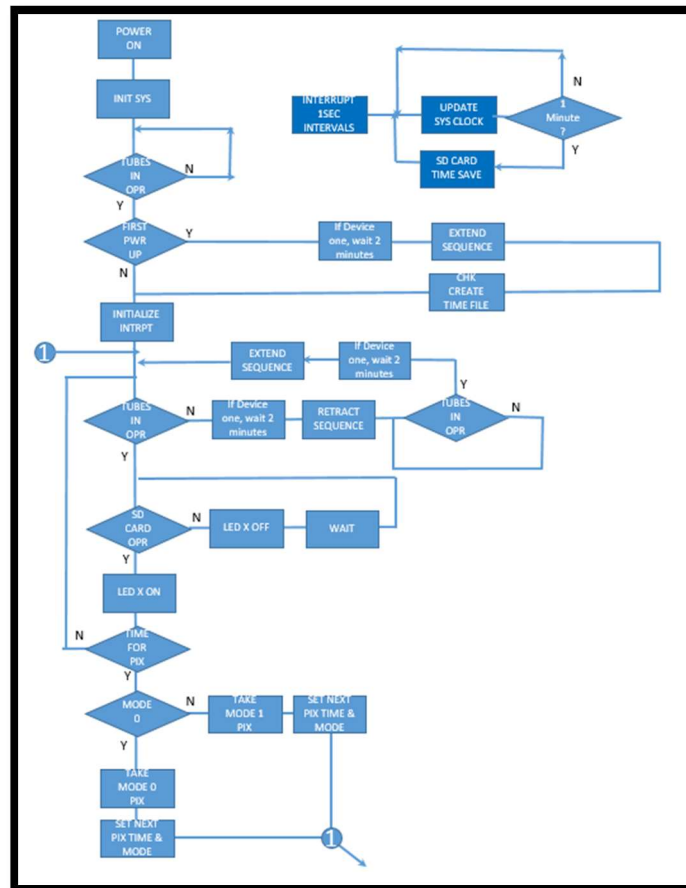 POWER
ON
INIT SYS
TUBES
IN
OPR
N
Y
FIRST
PWR
UP
Y
N
If Device
one, wait 2
minutes
EXTEND
SEQUENCE
CHK
CREATE
TIME FILE
INITIALIZE
INTRPT
INTERRUPT
1SEC
INTERVALS
UPDATE
SYS CLOCK
1
Minute
?
N
Y
SD CARD
TIME SAVE
1
EXTEND
SEQUENCE
If Device
one, wait 2
minutes
Y
TUBES
IN
OPR
N
If Device
one, wait 2
minutes
RETRACT
SEQUENCE
TUBES
IN
OPR
N
Y
SD
CARD
OPR
N
LED X OFF
WAIT
Y
LED X ON
TIME
FOR
PIX
N
Y
MODE
0
N
TAKE
MODE 1
PIX
SET NEXT
PIX TIME &
MODE
Y
TAKE
MODE 0
PIX
SET NEXT
PIX TIME &
MODE
1